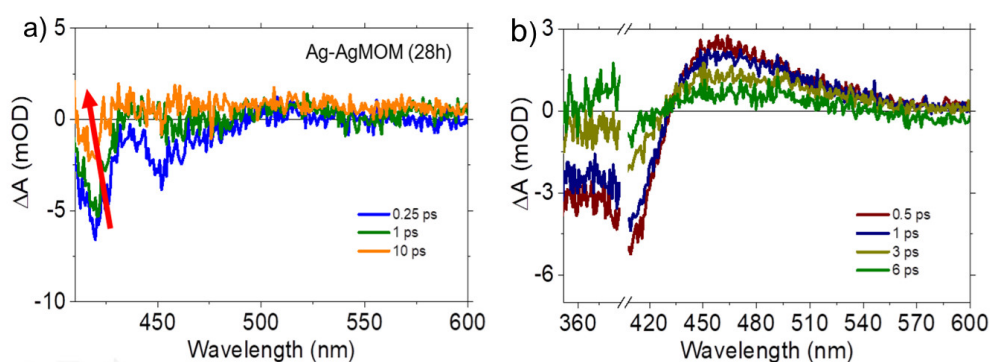 a)
Ag-AgMOM (28h)
5
0
-5
-10
ΔA (mOD)
0.25 ps
1 ps
10 ps
450
500
550
600
Wavelength (nm)
b)
3
0
-3
-6
ΔA (mOD)
0.5 ps
1 ps
3 ps
6 ps
360
420
450
480
510
540
570
600
Wavelength (nm)